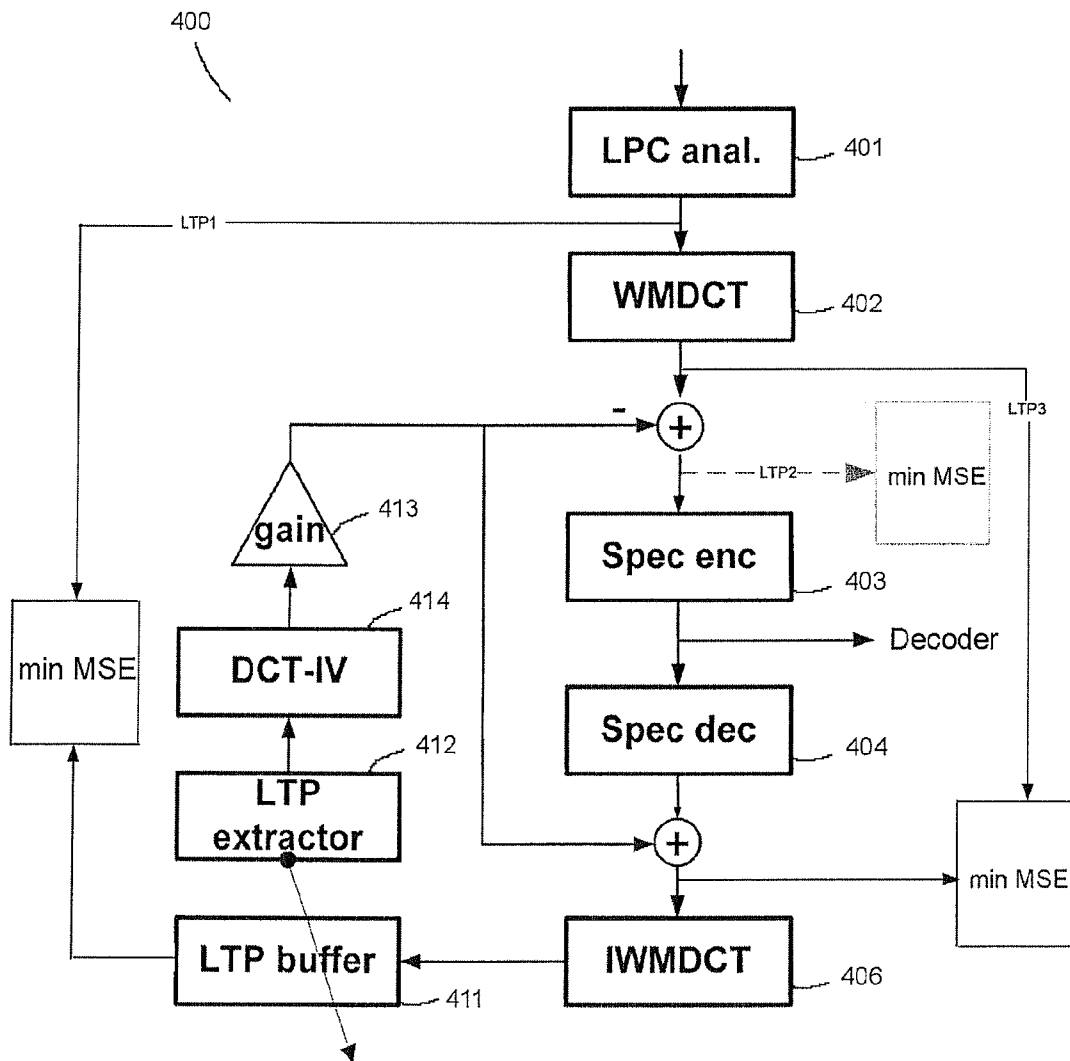 400
LPC anal.
401
LTP1
WMDCT
402
-
+
LTP3
LTP2
min MSE
gain
413
Spec enc
403
414
min MSE
DCT-IV
Decoder
412
Spec dec
404
LTP
extractor
+
min MSE
LTP buffer
411
IWMDCT
406